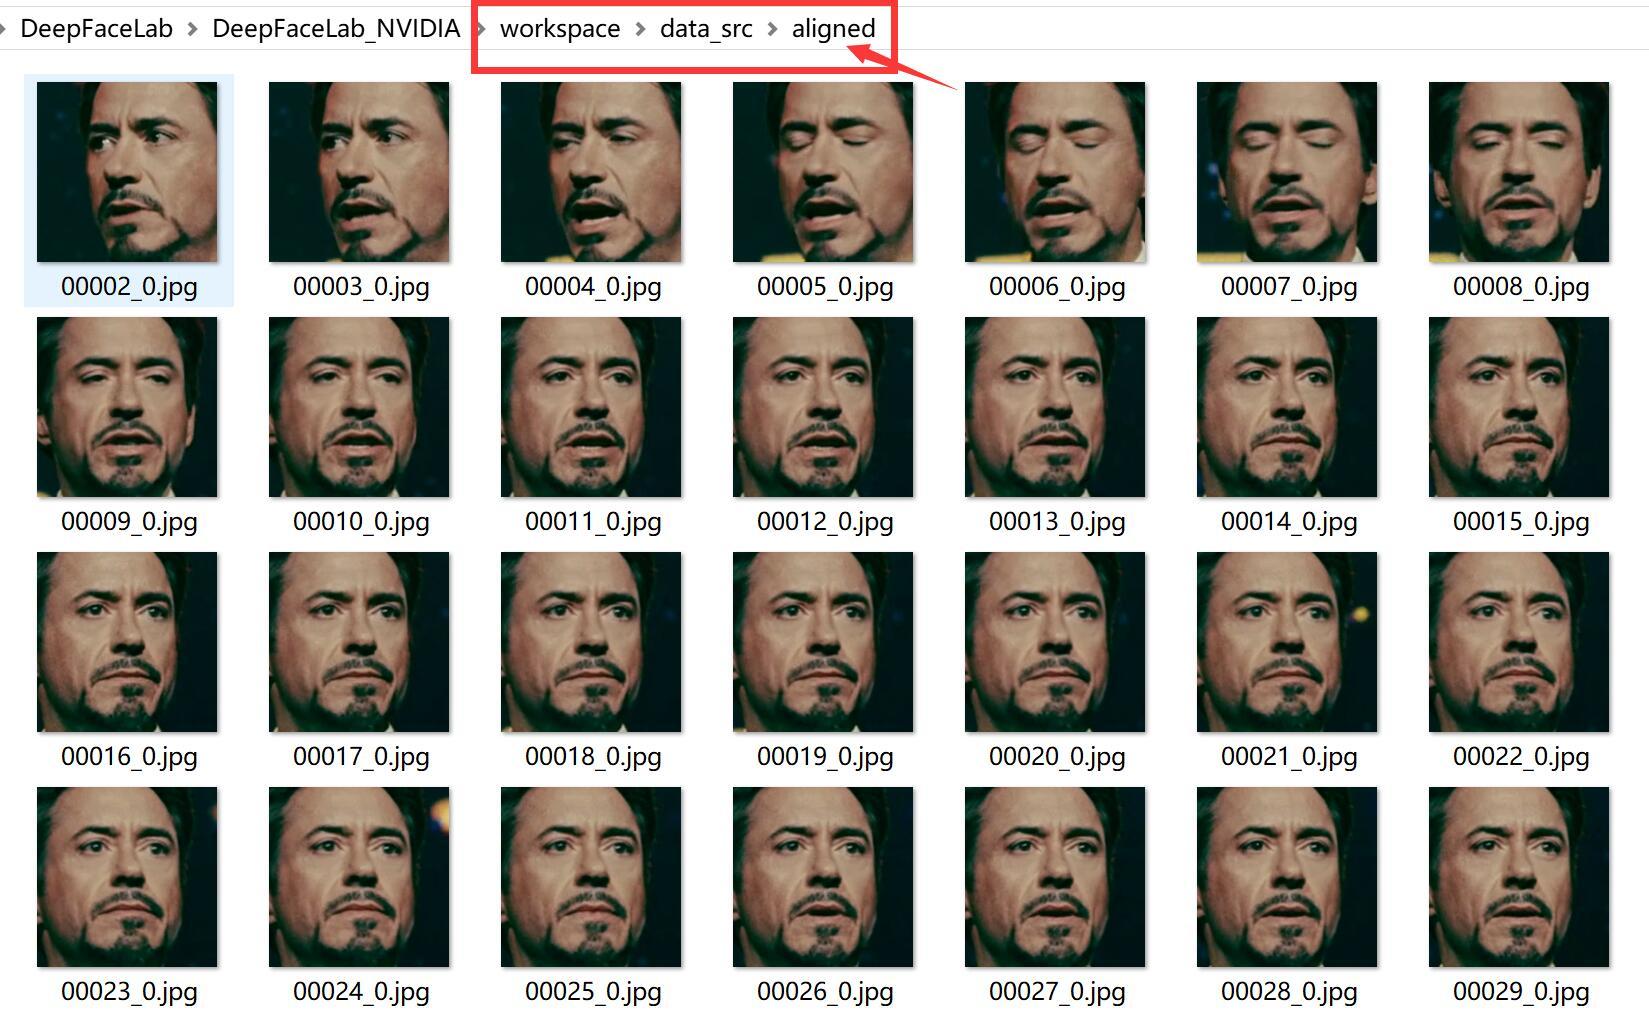 DeepFaceLab > DeepFaceLab_NVIDIA > workspace > data_src > aligned
00002_0.jpg 00003_0.jpg 00004_0.jpg 00005_0.jpg 00006_0.jpg 00007_0.jpg 00008_0.jpg
00009_0.jpg 00010_0.jpg 00011_0.jpg 00012_0.jpg 00013_0.jpg 00014_0.jpg 00015_0.jpg
00016_0.jpg 00017_0.jpg 00018_0.jpg 00019_0.jpg 00020_0.jpg 00021_0.jpg 00022_0.jpg
00023_0.jpg 00024_0.jpg 00025_0.jpg 00026_0.jpg 00027_0.jpg 00028_0.jpg 00029_0.jpg